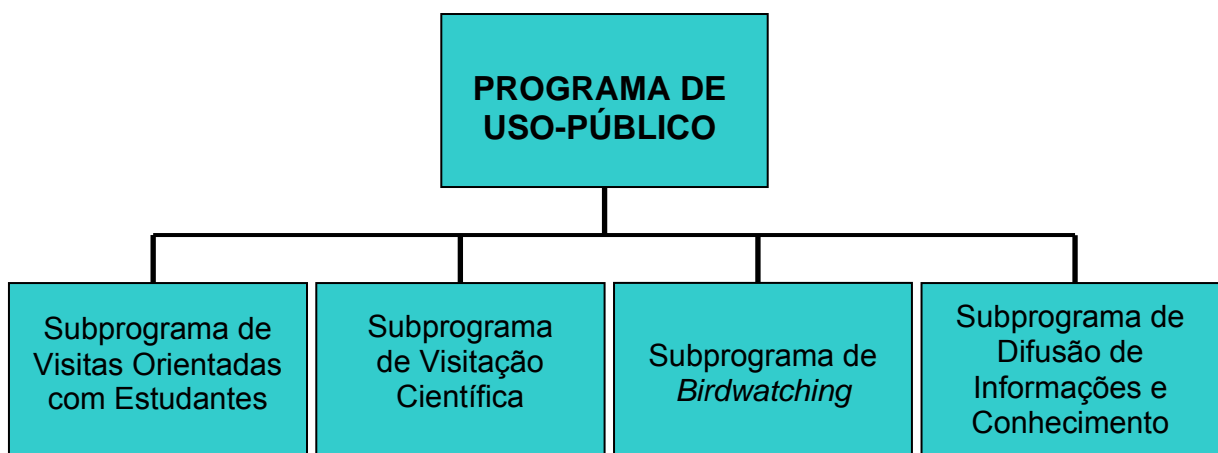 PROGRAMA DE
USO-PÚBLICO
Subprograma de
Visitas Orientadas
com Estudantes
Subprograma
de Visitação
Científica
Subprograma de
Birdwatching
Subprograma de
Difusão de
Informações e
Conhecimento